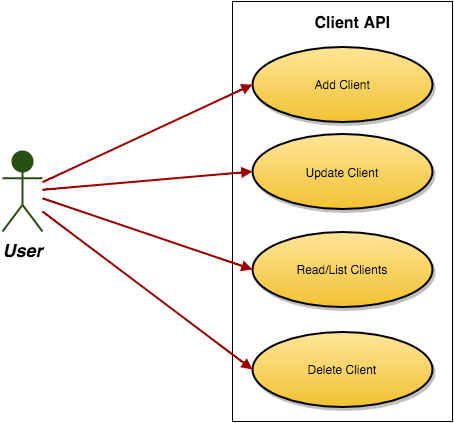 Client API
Add Client
Update Client
User
Read/List Clients
Delete Client